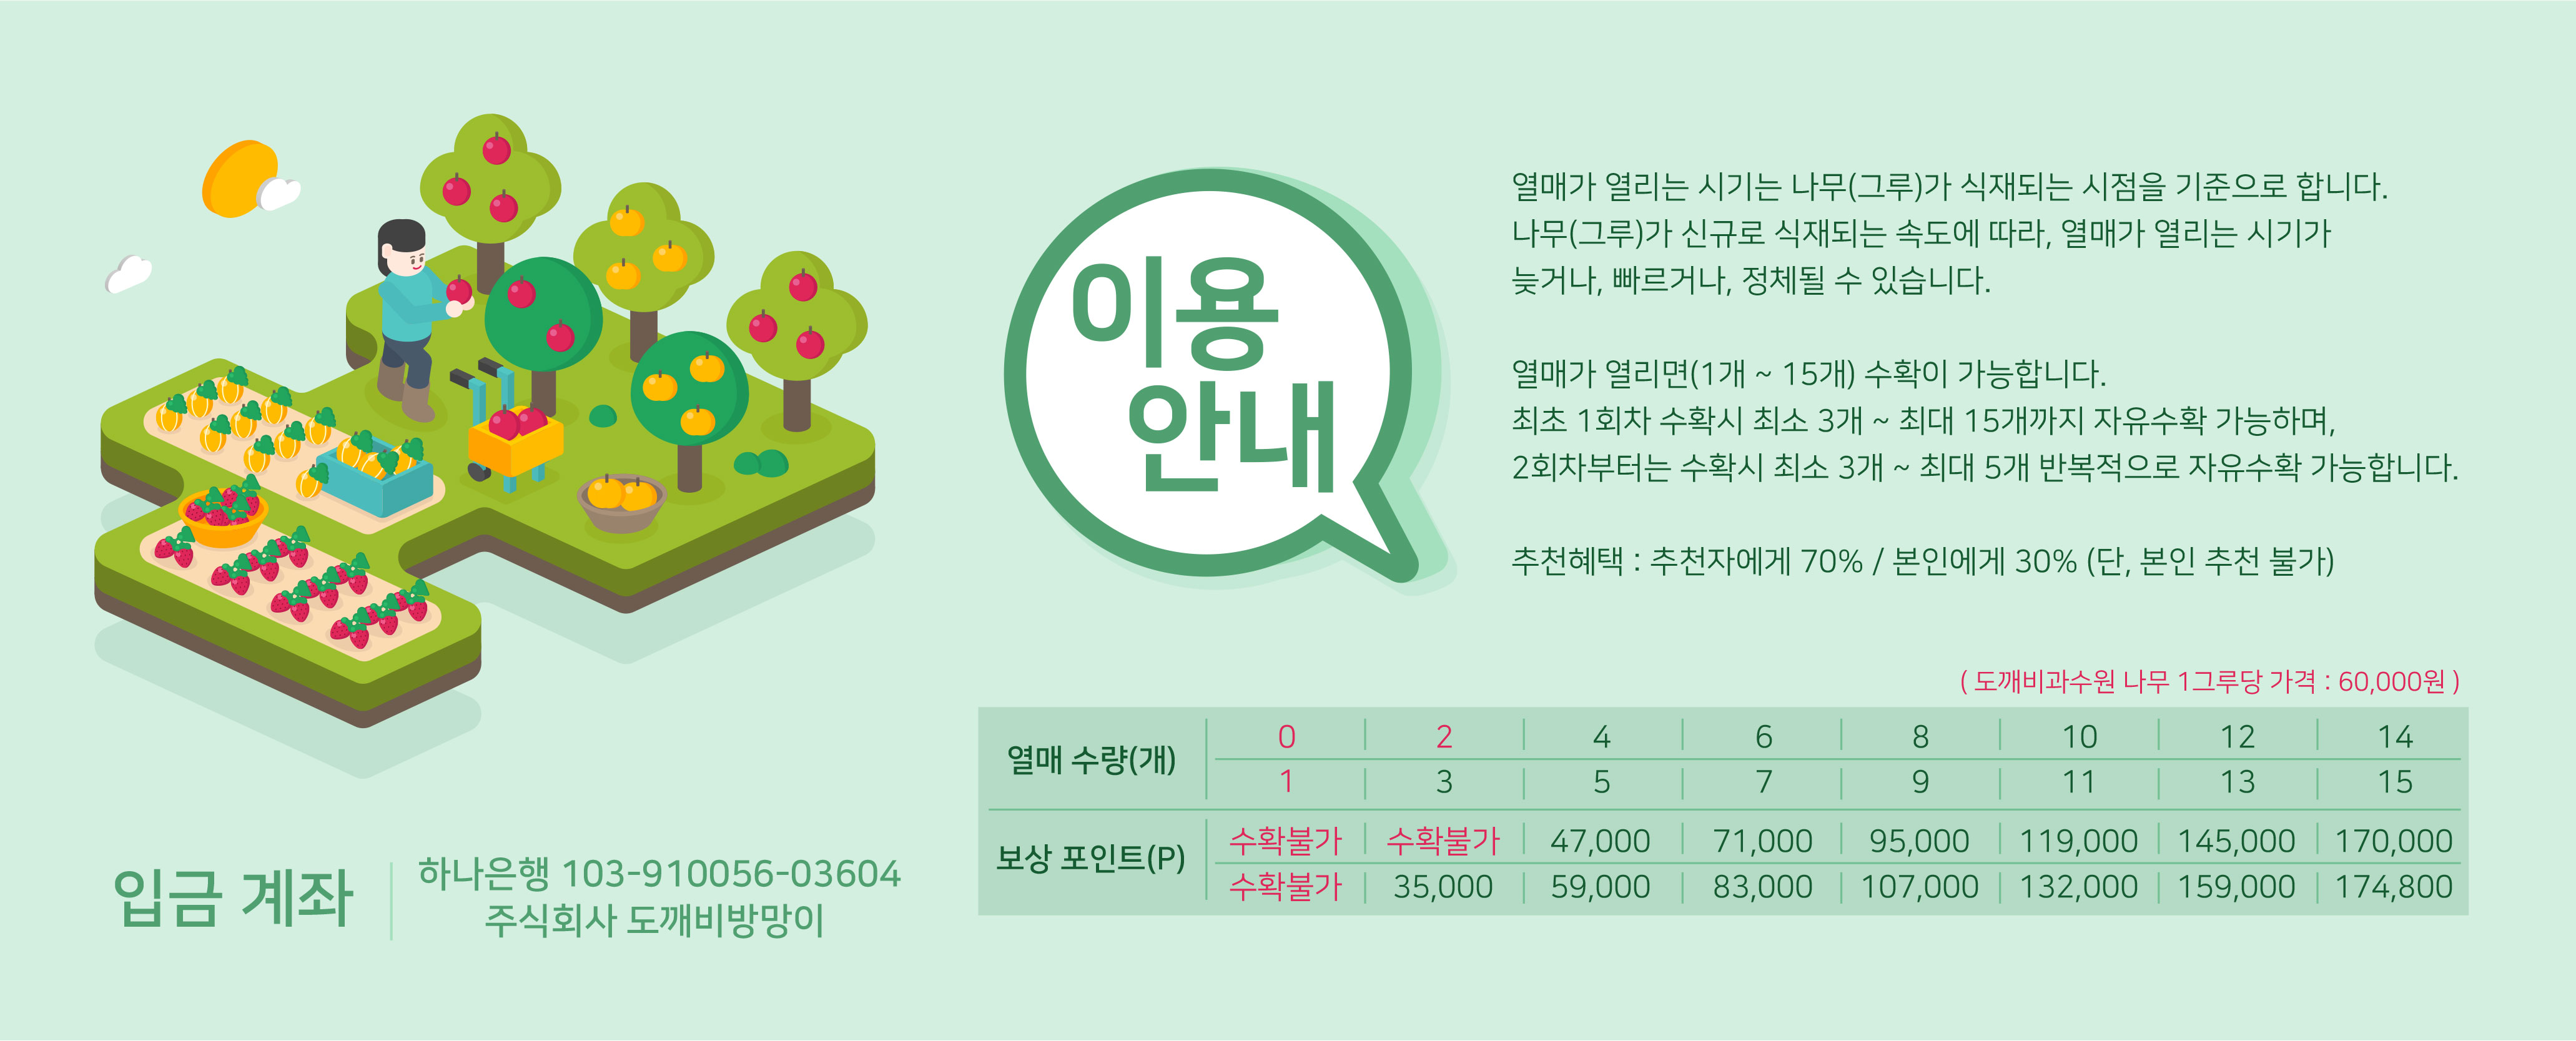 이용
안내
열매가 열리는 시기는 나무(그루)가 식재되는 시점을 기준으로 합니다.
나무(그루)가 신규로 식재되는 속도에 따라, 열매가 열리는 시기가
늦거나, 빠르거나, 정체될 수 있습니다.
열매가 열리면(1개 ~ 15개) 수확이 가능합니다.
최초 1회차 수확시 최소 3개 ~ 최대 15개까지 자유수확 가능하며,
2회차부터는 수확시 최소 3개 ~ 최대 5개 반복적으로 자유수확 가능합니다.
추천혜택 : 추천자에게 70% / 본인에게 30% (단, 본인 추천 불가)
( 도깨비과수원 나무 1그루당 가격 : 60,000원 )
열매 수량(개)
0 2 4 6 8 10 12 14
1 3 5 7 9 11 13 15
보상 포인트(P)
수확불가 수확불가 47,000 71,000 95,000 119,000 145,000 170,000
수확불가 35,000 59,000 83,000 107,000 132,000 159,000 174,800
입금 계좌
하나은행 103-910056-03604
주식회사 도깨비방망이